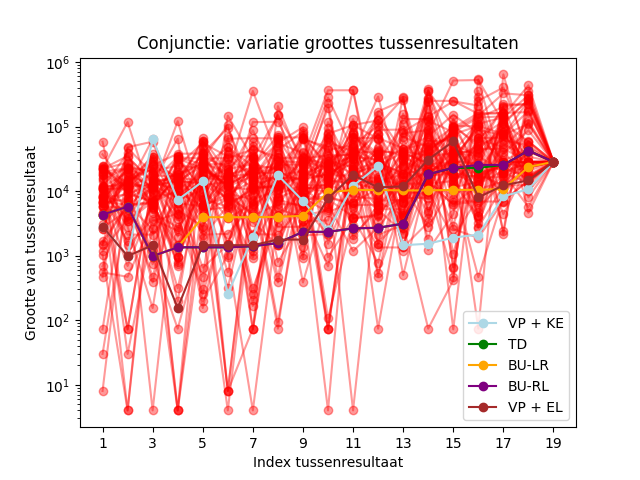 Conjunctie: variatie groottes tussenresultaten
Grootte van tussenresultaat
10⁶
10⁵
10⁴
10³
10²
10¹
VP + KE
TD
BU-LR
BU-RL
VP + EL
1 3 5 7 9 11 13 15 17 19
Index tussenresultaat